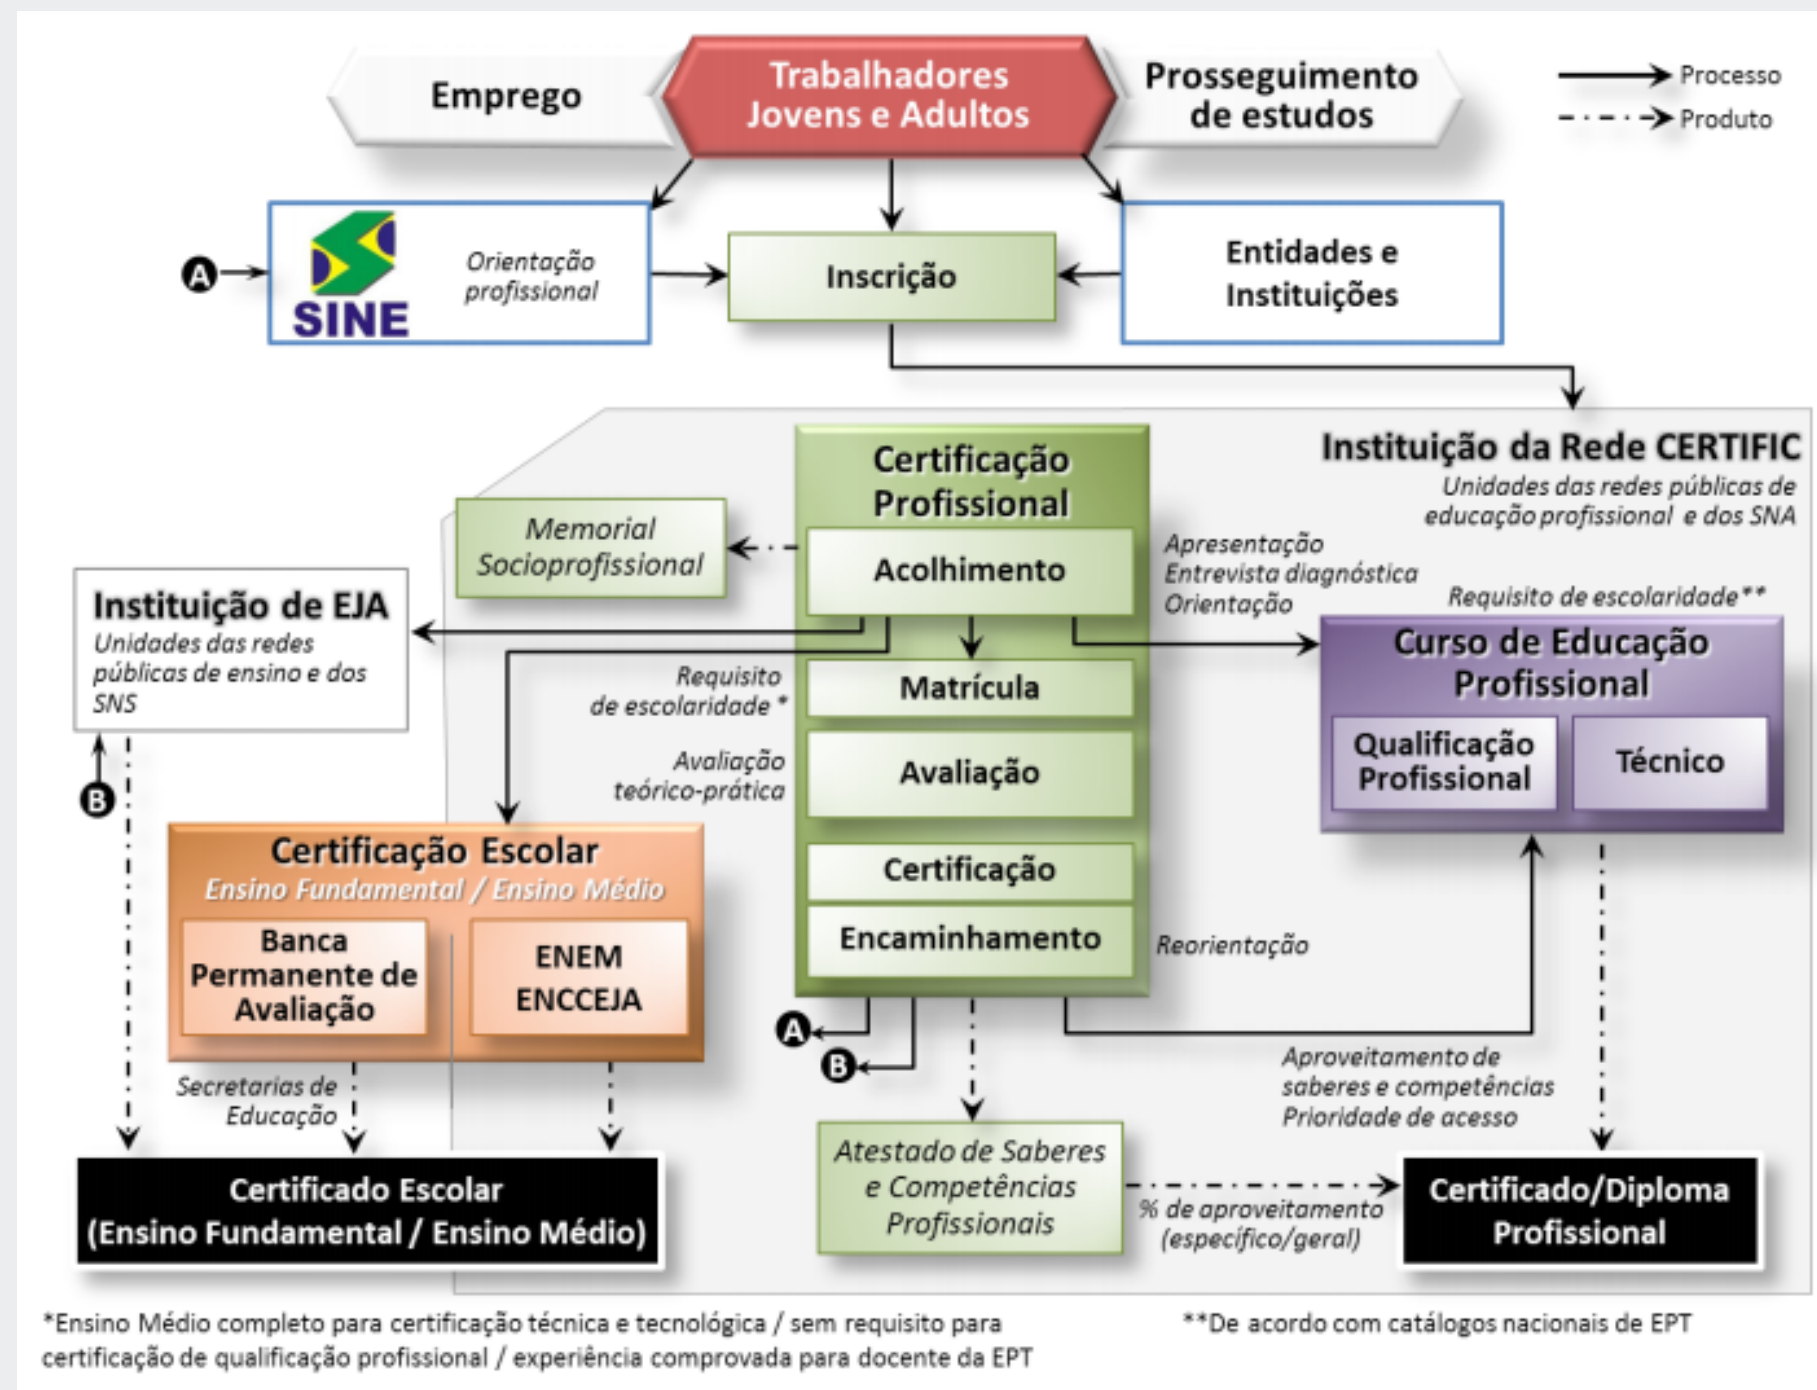 Emprego
Trabalhadores
Jovens e Adultos
Prosseguimento
de estudos
Processo
Produto
A
SINE
Orientação
profissional
Inscrição
Entidades e
Instituições
Instituição da Rede CERTIFIC
Unidades das redes públicas de
educação profissional e dos SNA
Certificação
Profissional
Memorial
Socioprofissional
Acolhimento
Apresentação
Entrevista diagnóstica
Orientação
Instituição de EJA
Unidades das redes
públicas de ensino e dos
SNS
B
Requisito
de escolaridade *
Matrícula
Requisito de escolaridade**
Curso de Educação
Profissional
Qualificação
Profissional
Técnico
Avaliação
teórico-prática
Avaliação
Certificação Escolar
Ensino Fundamental / Ensino Médio
Banca
Permanente de
Avaliação
ENEM
ENCCEJA
Certificação
Encaminhamento
Reorientação
A
B
Secretarias de
Educação
Aproveitamento de
saberes e competências
Prioridade de acesso
Certificado Escolar
(Ensino Fundamental / Ensino Médio)
Atestado de Saberes
e Competências
Profissionais
% de aproveitamento
(específico/geral)
Certificado/Diploma
Profissional
*Ensino Médio completo para certificação técnica e tecnológica / sem requisito para
certificação de qualificação profissional / experiência comprovada para docente da EPT
**De acordo com catálogos nacionais de EPT